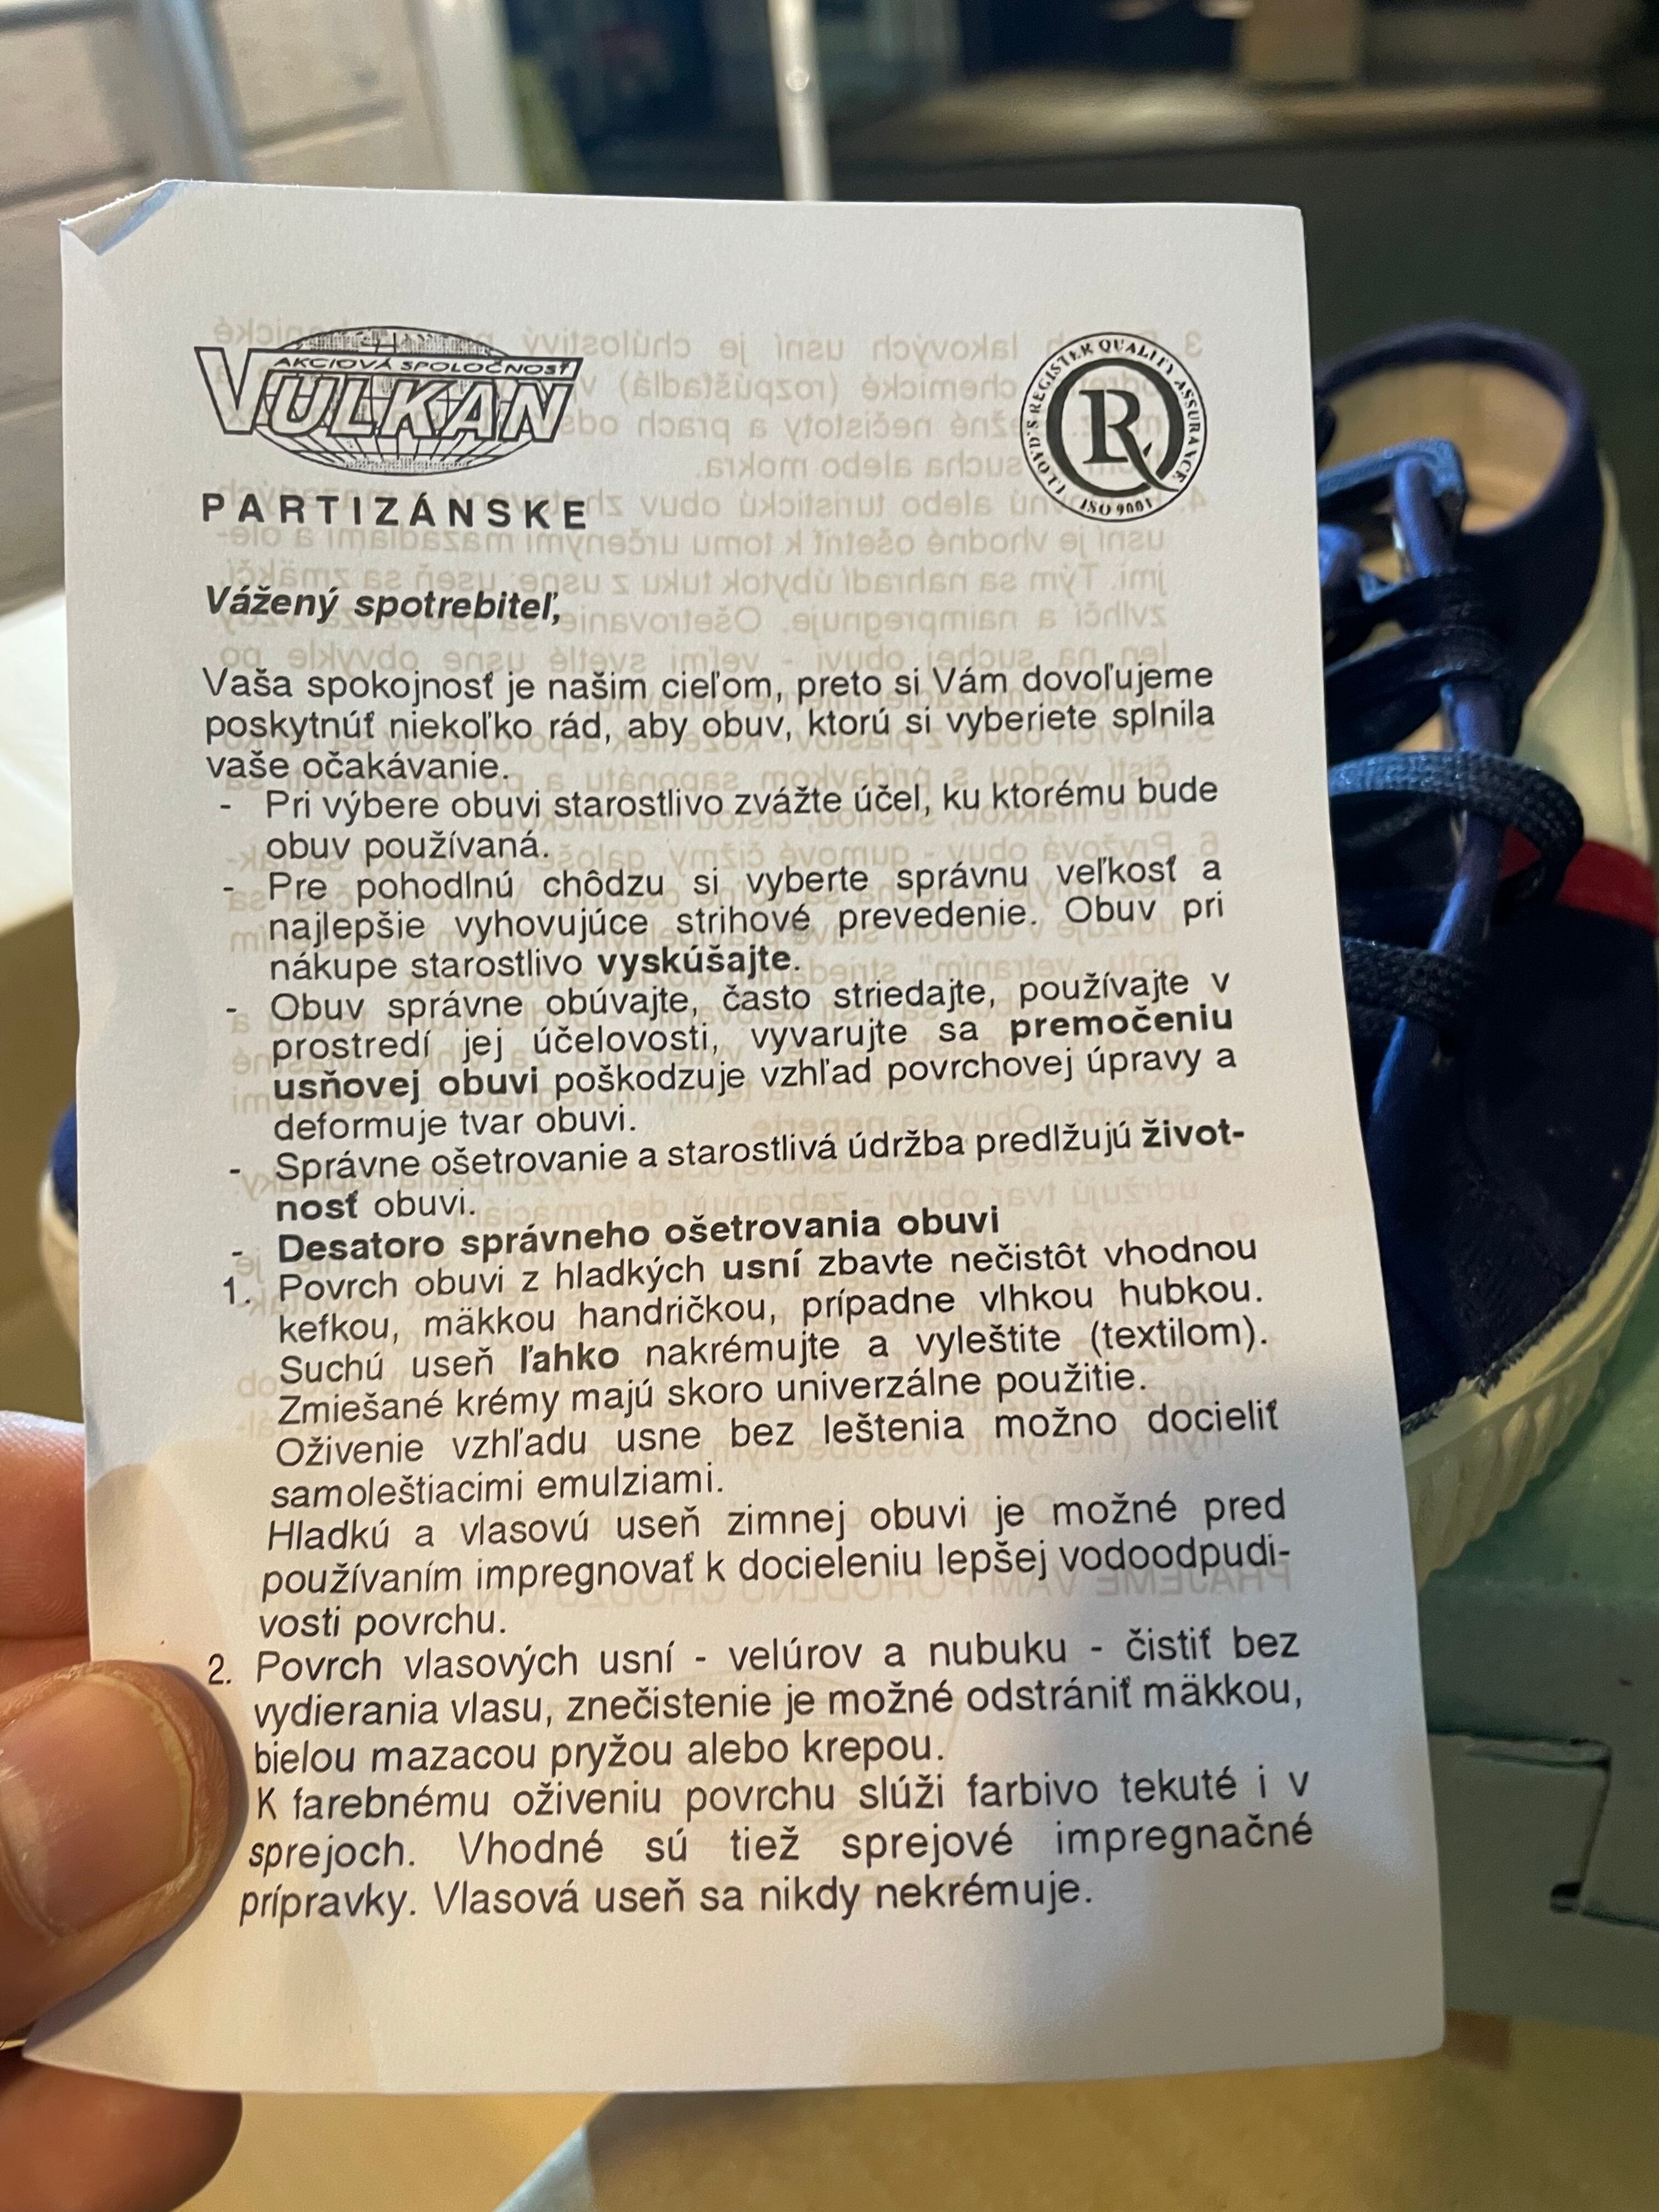 AKCIOVÁ SPOLOČNOSŤ
VULKAN
PARTIZÁNSKE
LLOYD'S REGISTER QUALITY ASSURANCE
R
ISO 9001
Vážený spotrebiteľ,
Vaša spokojnosť je našim cieľom, preto si Vám dovoľujeme
poskytnúť niekoľko rád, aby obuv, ktorú si vyberiete splnila
vaše očakávanie.
- Pri výbere obuvi starostlivo zvážte účel, ku ktorému bude
obuv používaná.
- Pre pohodlnú chôdzu si vyberte správnu veľkosť a
najlepšie vyhovujúce strihové prevedenie. Obuv pri
nákupe starostlivo vyskúšajte.
- Obuv správne obúvajte, často striedajte, používajte v
prostredí jej účelovosti, vyvarujte sa premočeniu
usňovej obuvi poškodzuje vzhľad povrchovej úpravy a
deformuje tvar obuvi.
- Správne ošetrovanie a starostlivá údržba predlžujú život-
nosť obuvi.
- Desatoro správneho ošetrovania obuvi
1. Povrch obuvi z hladkých usní zbavte nečistôt vhodnou
kefkou, mäkkou handričkou, prípadne vlhkou hubkou.
Suchú useň ľahko nakrémujte a vyleštite (textilom).
Zmiešané krémy majú skoro univerzálne použitie.
Oživenie vzhľadu usne bez leštenia možno docieliť
samoleštiacimi emulziami.
Hladkú a vlasovú useň zimnej obuvi je možné pred
používaním impregnovať k docieleniu lepšej vodoodpudi-
vosti povrchu.
2. Povrch vlasových usní - velúrov a nubuku - čistiť bez
vydierania vlasu, znečistenie je možné odstrániť mäkkou,
bielou mazacou pryžou alebo krepou.
K farebnému oživeniu povrchu slúži farbivo tekuté i v
sprejoch. Vhodné sú tiež sprejové impregnačné
prípravky. Vlasová useň sa nikdy nekrémuje.